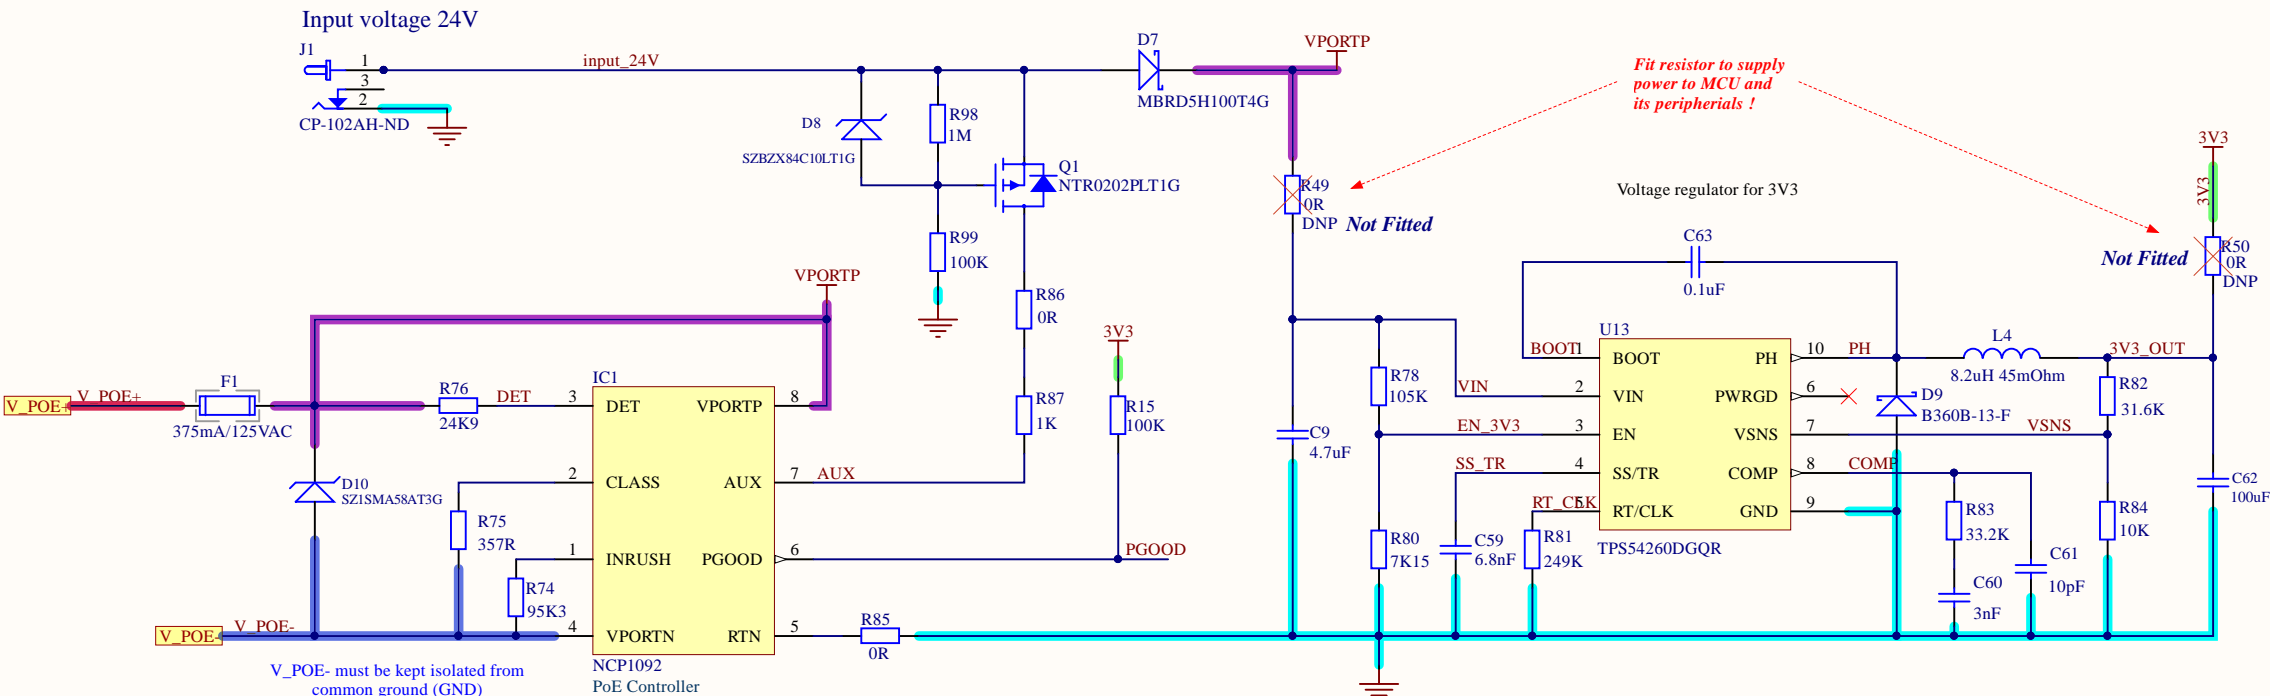 Input voltage 24V
J1
1
3
2
CP-102AH-ND
input_24V
D7
MBRD5H100T4G
VPORTP
Fit resistor to supply
power to MCU and
its peripherials !
D8
SZBZX84C10LT1G
R98
1M
Q1
NTR0202PLT1G
R49
0R
DNP
Not Fitted
Voltage regulator for 3V3
3V3
3V3
R50
0R
DNP
Not Fitted
R99
100K
C63
0.1uF
VPORTP
R86
0R
3V3
U13
BOOT
1
BOOT
PH
10
PH
L4
8.2uH 45mOhm
3V3_OUT
F1
V_POE+
V_POE+
375mA/125VAC
R76
24K9
DET
3
IC1
DET
VPORTP
8
R87
1K
R15
100K
R78
105K
VIN
2
VIN
PWRGD
6
D9
B360B-13-F
R82
31.6K
C9
4.7uF
EN_3V3
3
EN
VSNS
7
VSNS
D10
SZ1SMA58AT3G
2
CLASS
AUX
7
AUX
SS_TR
4
SS/TR
COMP
8
COMP
C62
100uF
R75
357R
RT_CLK
5
RT/CLK
GND
9
R83
33.2K
R84
10K
1
INRUSH
PGOOD
6
PGOOD
R80
7K15
C59
6.8nF
R81
249K
TPS54260DGQR
C61
10pF
R74
95K3
C60
3nF
V_POE-
V_POE-
4
VPORTN
RTN
5
R85
0R
NCP1092
PoE Controller
V_POE- must be kept isolated from
common ground (GND)